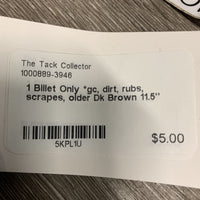 The Tack Collector
1000889-3946
1 Billet Only *gc, dirt, rubs,
scrapes, older Dk Brown 11.5"
5KPL1U
$5.00